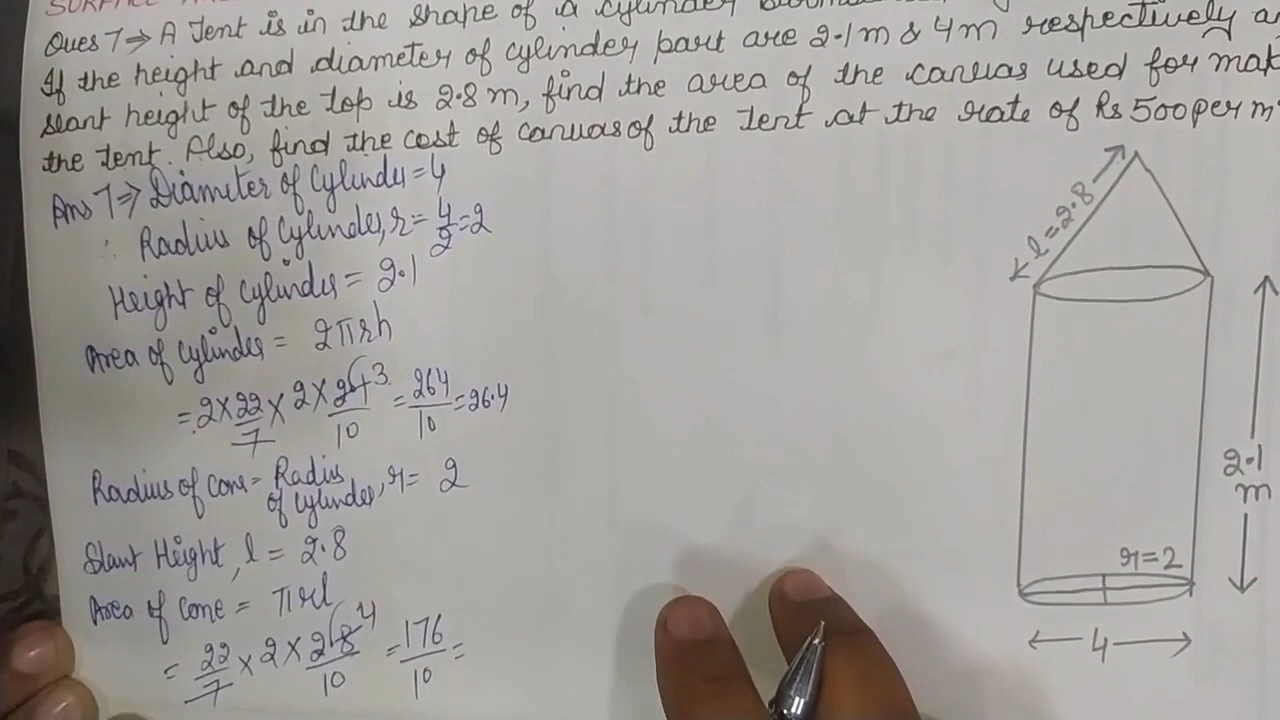 Ques 7 ⇒ A Tent is in the shape of a cylinder
If the height and diameter of cylinder part are 2.1m & 4m respectively
slant height of the top is 2.8 m, find the area of the canvas used for mak
the tent. Also, find the cost of canvas of the tent at the rate of Rs 500 per m
Ans 7 ⇒ Diameter of Cylinder = 4
∴ Radius of Cylinder, r = 4/2 = 2
Height of Cylinder = 2.1
Area of Cylinder = 2πrh
= 2 × 22/7 × 2 × 21/10 3 = 264/10 = 26.4
Radius of Cone = Radius of Cylinder, r = 2
Slant Height, l = 2.8
Area of Cone = πrl
= 22/7 × 2 × 28/10 4 = 176/10 =
l = 2.8
2.1 m
r = 2
4